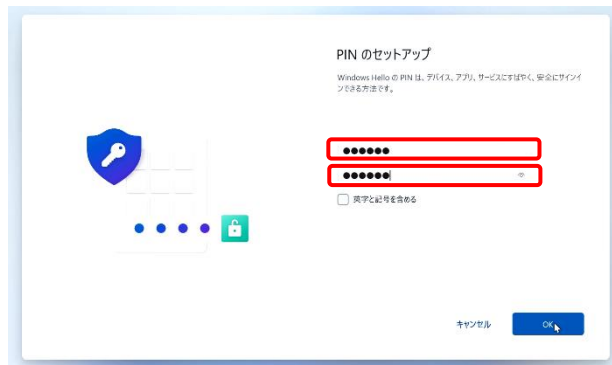 PIN のセットアップ
Windows Hello の PIN は、デバイス、アプリ、サービスにすばやく、安全にサインイ
ンできる方法です。
●●●●●●
●●●●●●
英字と記号を含める
キャンセル
OK